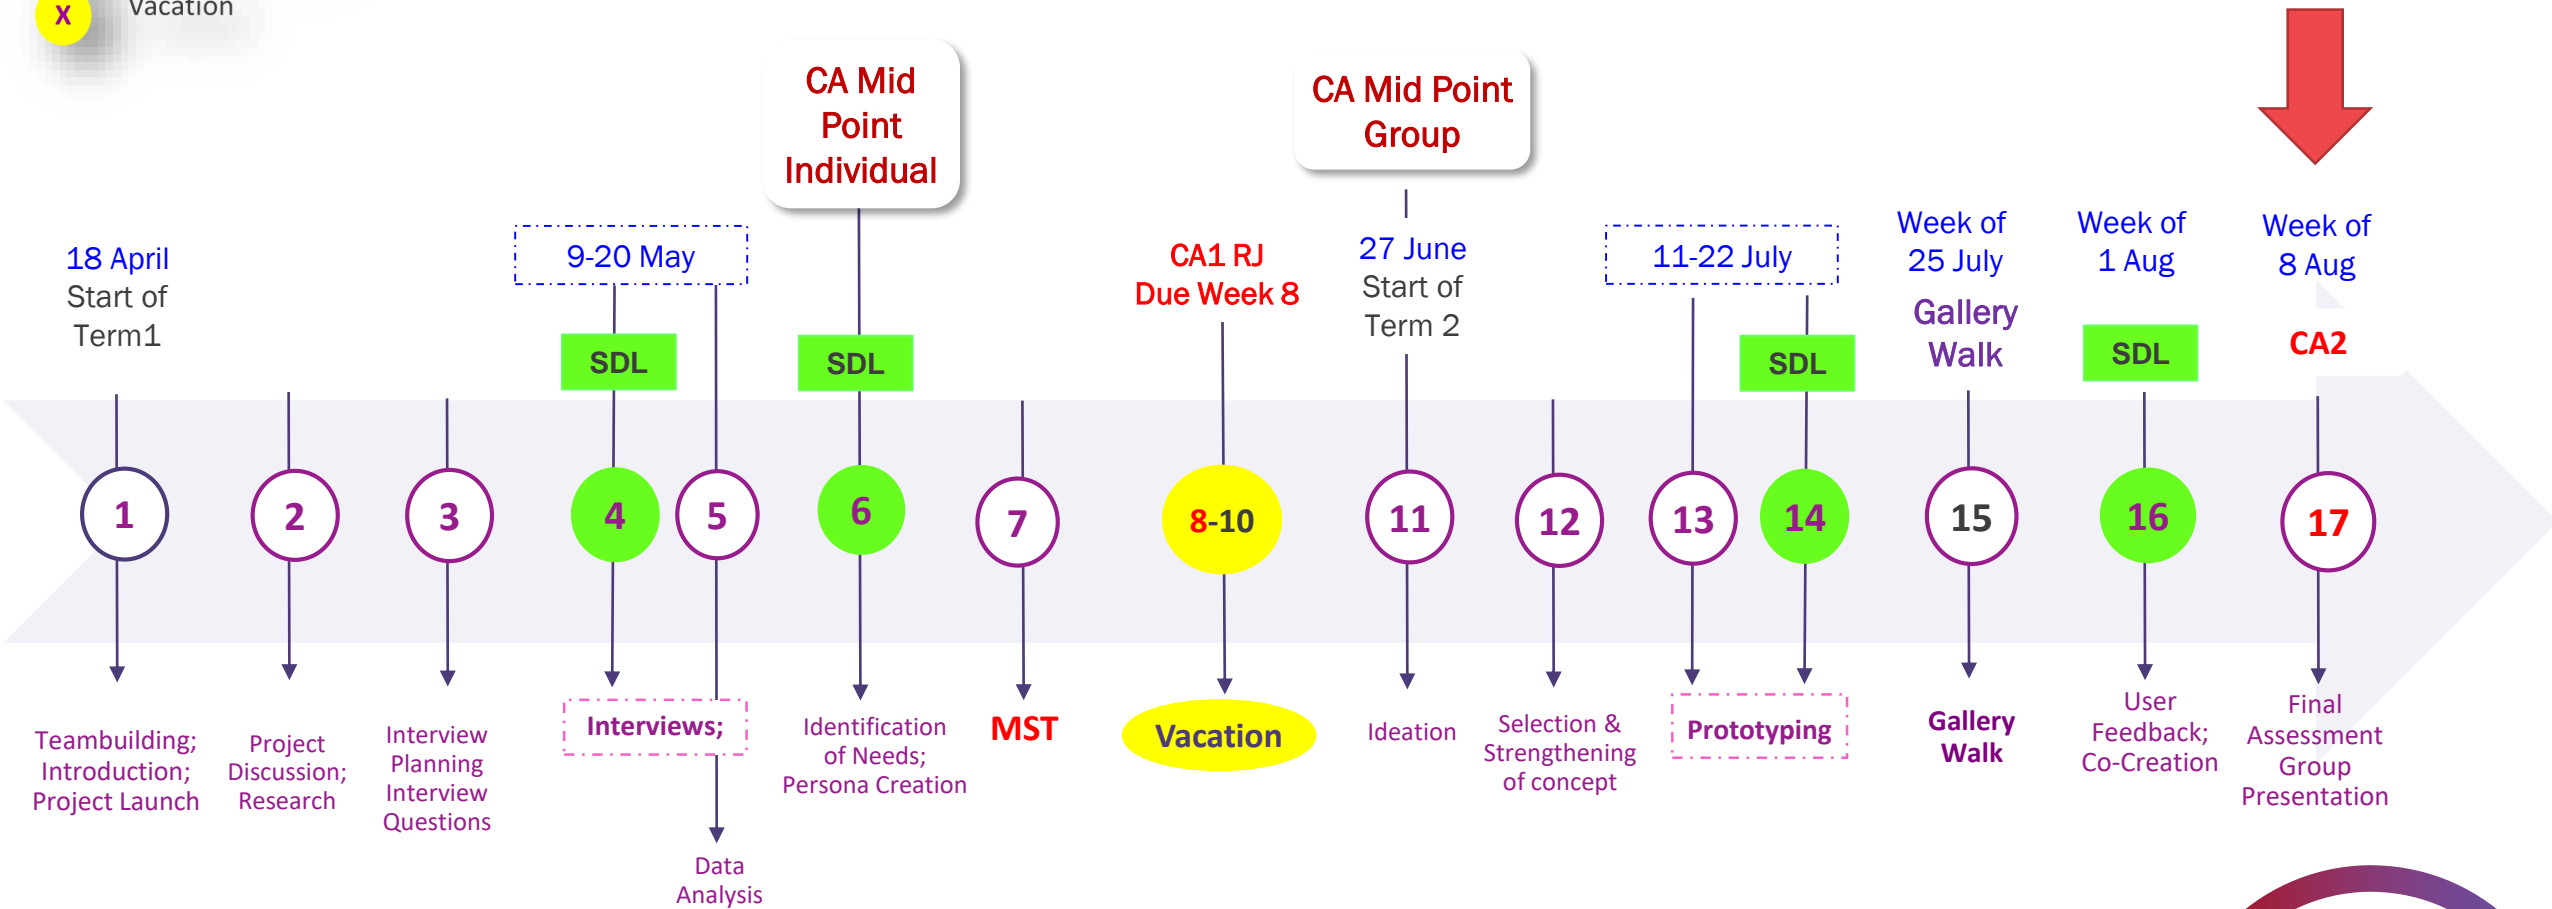 X
Vacation
CA Mid
Point
Individual
CA Mid Point
Group
18 April
Start of
Term1
9-20 May
SDL
SDL
CA1 RJ
Due Week 8
27 June
Start of
Term 2
11-22 July
SDL
Week of
25 July
Gallery
Walk
Week of
1 Aug
SDL
Week of
8 Aug
CA2
1
2
3
4
5
6
7
8-10
11
12
13
14
15
16
17
Teambuilding;
Introduction;
Project Launch
Project
Discussion;
Research
Interview
Planning
Interview
Questions
Interviews;
Data
Analysis
Identification
of Needs;
Persona Creation
MST
Vacation
Ideation
Selection &
Strengthening
of concept
Prototyping
Gallery
Walk
User
Feedback;
Co-Creation
Final
Assessment
Group
Presentation